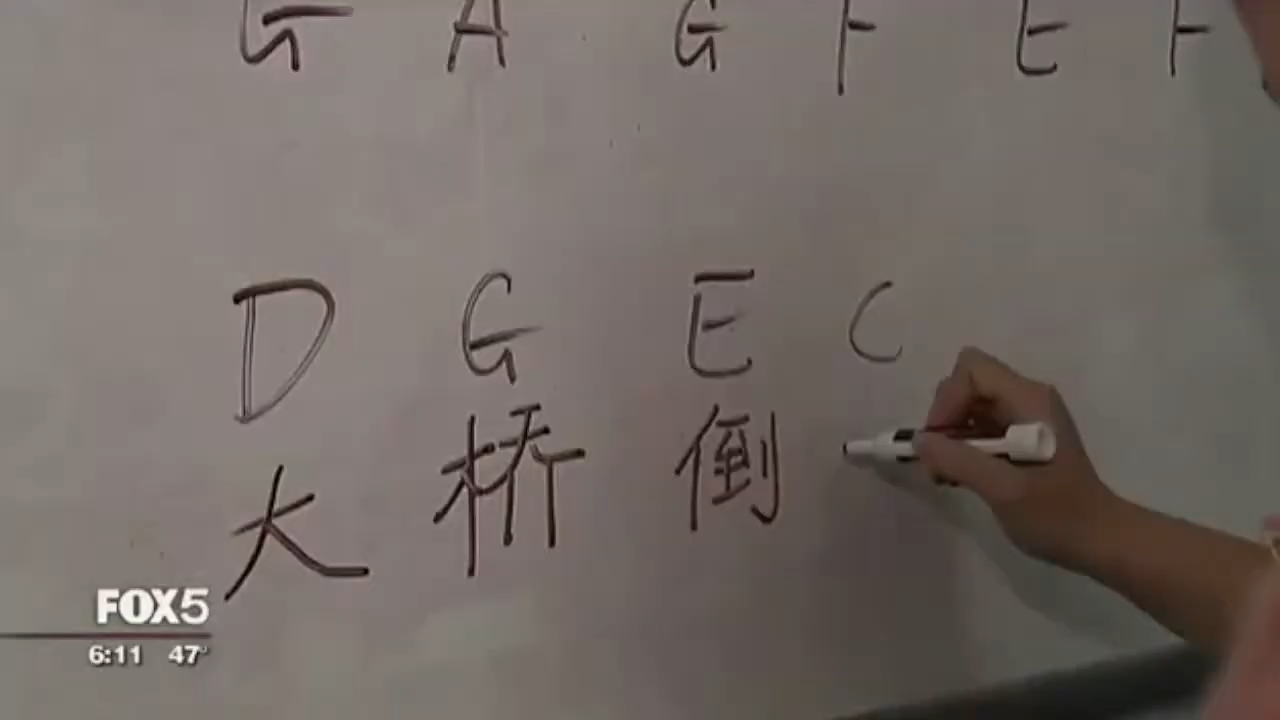 G A G F E F
D G E C
大 桥 倒
FOX5
6:11 47°